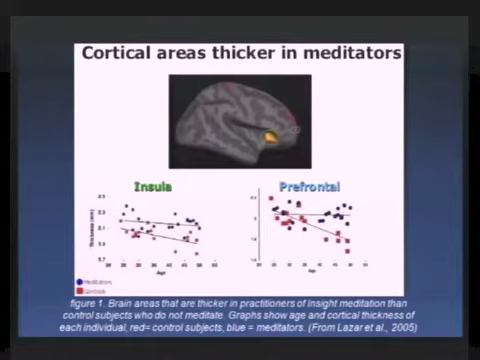 Cortical areas thicker in meditators
Insula
Prefrontal
Thickness (mm)
Age
Age
Meditators
Controls
figure 1. Brain areas that are thicker in practitioners of Insight meditation than
control subjects who do not meditate. Graphs show age and cortical thickness of
each individual, red= control subjects, blue = meditators. (From Lazar et al., 2005)